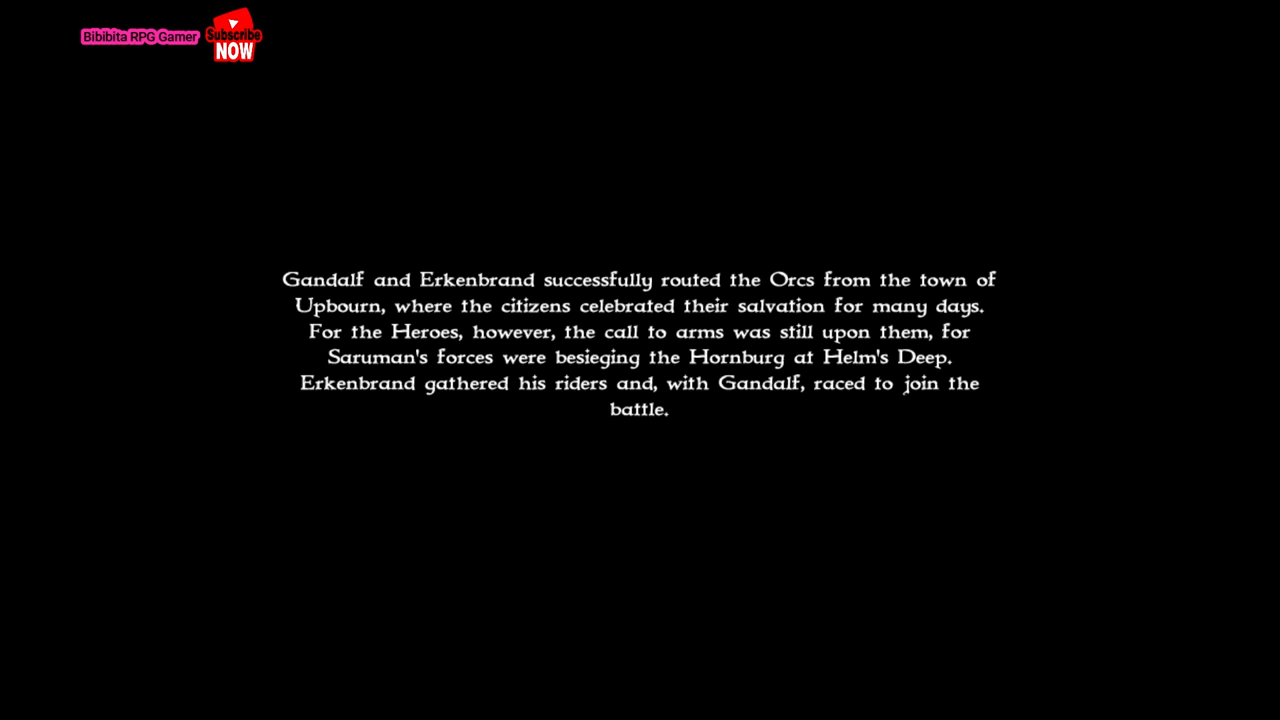 Bibibita RPG Gamer
Subscribe
NOW
Gandalf and Erkenbrand successfully routed the Orcs from the town of
Upbourn, where the citizens celebrated their salvation for many days.
For the Heroes, however, the call to arms was still upon them, for
Saruman's forces were besieging the Hornburg at Helm's Deep.
Erkenbrand gathered his riders and, with Gandalf, raced to join the
battle.